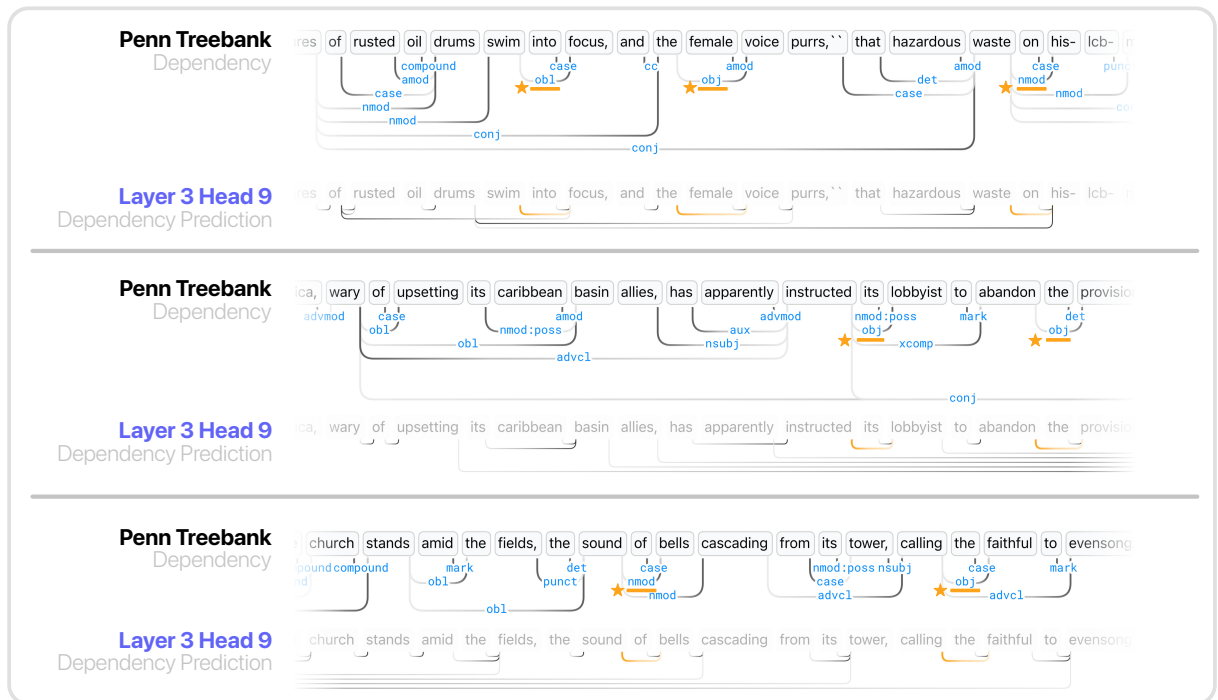 Penn Treebank
Dependency
res of rusted oil drums swim into focus, and the female voice purrs,`` that hazardous waste on his- lcb-
compound case cc amod amod case punc
amod obl obj det nmod
case case nmod
nmod
nmod
conj
conj
Layer 3 Head 9
Dependency Prediction
res of rusted oil drums swim into focus, and the female voice purrs,`` that hazardous waste on his- lcb-
Penn Treebank
Dependency
ca, wary of upsetting its caribbean basin allies, has apparently instructed its lobbyist to abandon the provisio
advmod case amod advmod nmod:poss mark det
obl nmod:poss aux obj obj
obl nsubj xcomp
advcl
conj
Layer 3 Head 9
Dependency Prediction
ca, wary of upsetting its caribbean basin allies, has apparently instructed its lobbyist to abandon the provisio
Penn Treebank
Dependency
church stands amid the fields, the sound of bells cascading from its tower, calling the faithful to evensong
pound compound mark det case nmod:poss nsubj case mark
nd obl punct nmod case obj
nmod advcl advcl
obl
Layer 3 Head 9
Dependency Prediction
church stands amid the fields, the sound of bells cascading from its tower, calling the faithful to evensong